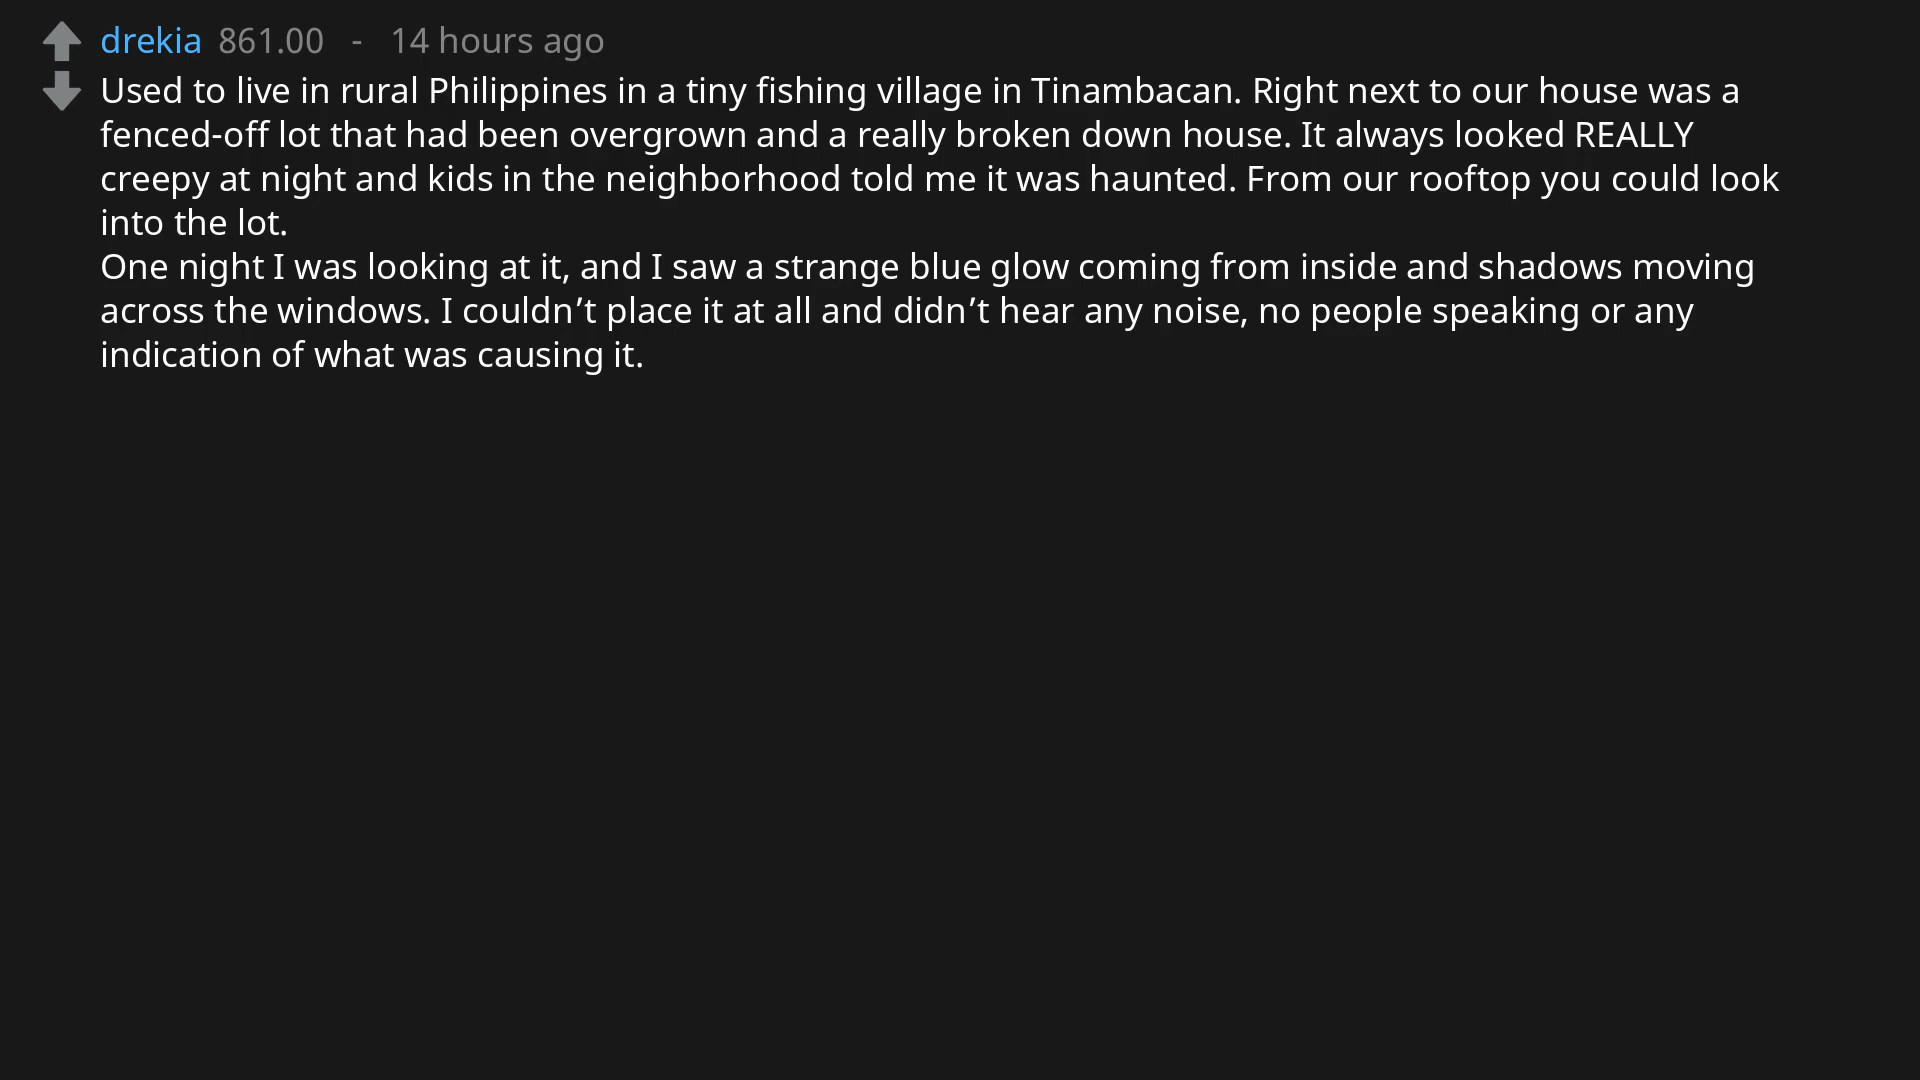 drekia 861.00 - 14 hours ago
Used to live in rural Philippines in a tiny fishing village in Tinambacan. Right next to our house was a
fenced-off lot that had been overgrown and a really broken down house. It always looked REALLY
creepy at night and kids in the neighborhood told me it was haunted. From our rooftop you could look
into the lot.
One night I was looking at it, and I saw a strange blue glow coming from inside and shadows moving
across the windows. I couldn’t place it at all and didn’t hear any noise, no people speaking or any
indication of what was causing it.